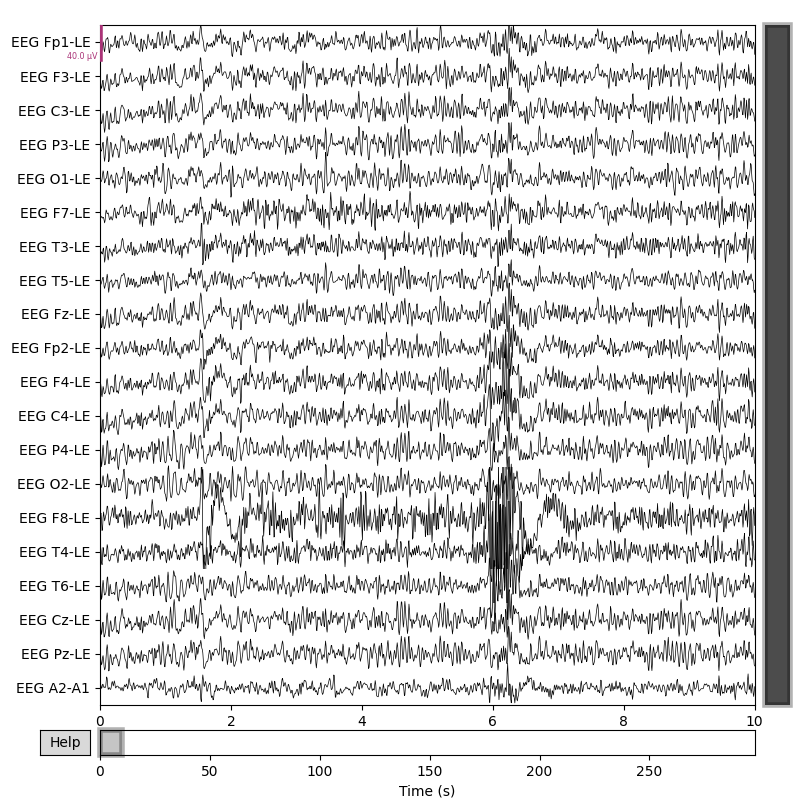 EEG Fp1-LE
40.0 µV
EEG F3-LE
EEG C3-LE
EEG P3-LE
EEG O1-LE
EEG F7-LE
EEG T3-LE
EEG T5-LE
EEG Fz-LE
EEG Fp2-LE
EEG F4-LE
EEG C4-LE
EEG P4-LE
EEG O2-LE
EEG F8-LE
EEG T4-LE
EEG T6-LE
EEG Cz-LE
EEG Pz-LE
EEG A2-A1
0 2 4 6 8 10
Help
0 50 100 150 200 250
Time (s)